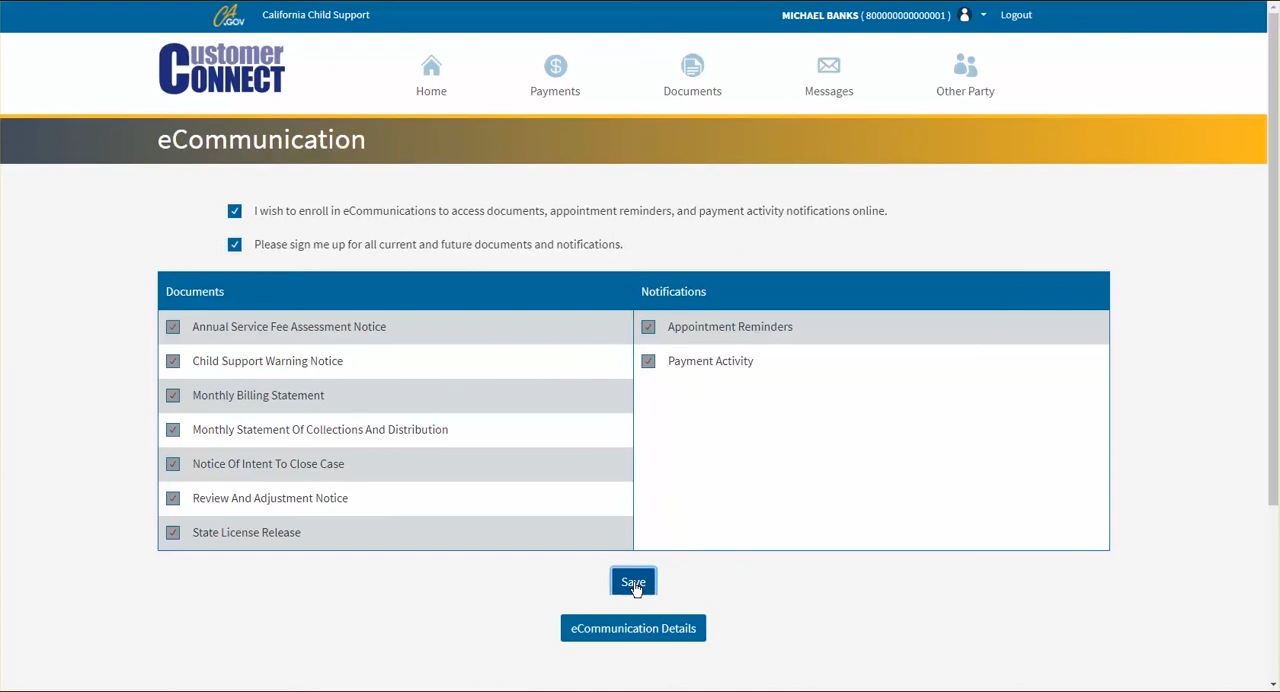 CA.GOV California Child Support MICHAEL BANKS ( 800000000000001 ) Logout
Customer
CONNECT
Home Payments Documents Messages Other Party
eCommunication
I wish to enroll in eCommunications to access documents, appointment reminders, and payment activity notifications online.
Please sign me up for all current and future documents and notifications.
Documents Notifications
Annual Service Fee Assessment Notice Appointment Reminders
Child Support Warning Notice Payment Activity
Monthly Billing Statement
Monthly Statement Of Collections And Distribution
Notice Of Intent To Close Case
Review And Adjustment Notice
State License Release
Save
eCommunication Details